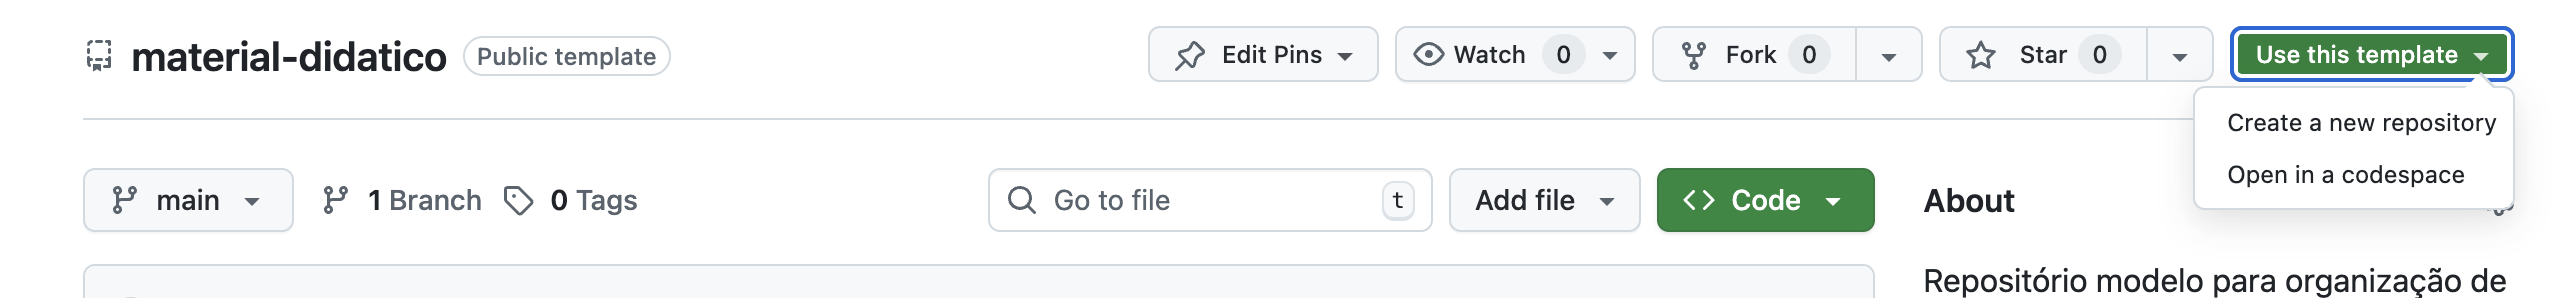 material-didatico Public template Edit Pins Watch 0 Fork 0 Star 0 Use this template
Create a new repository
Open in a codespace
main 1 Branch 0 Tags Go to file t Add file Code About
Repositório modelo para organização de